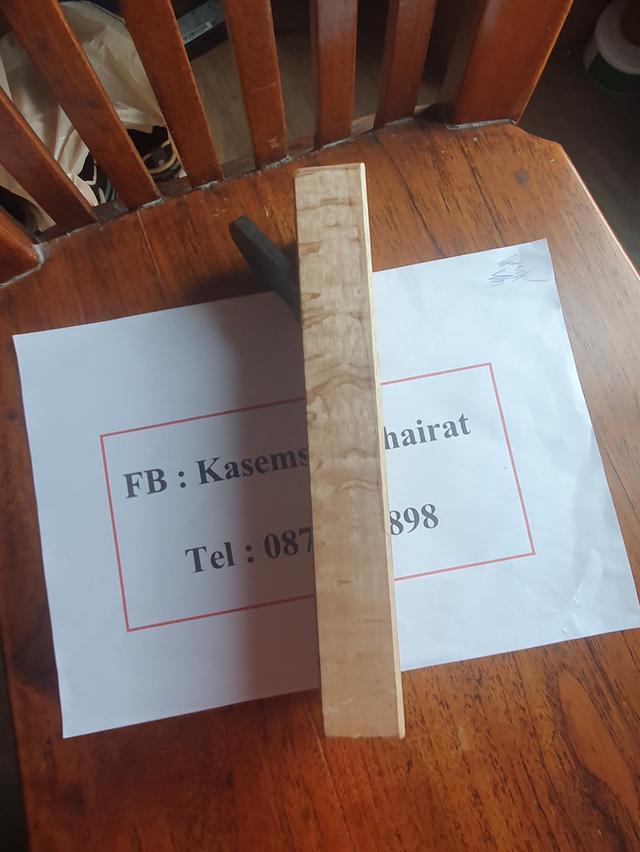 FB : Kasems hairat
Tel : 087 898